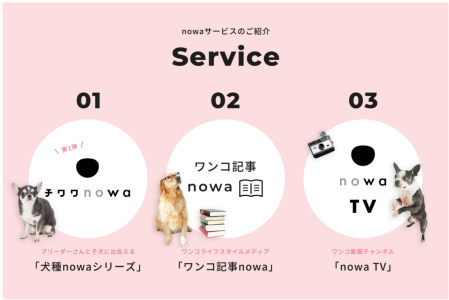 nowaサービスのご紹介
Service
01
02
03
第1弾
チワワnowa
ワンコ記事
nowa
nowa
TV
ブリーダーさんと子犬に出会える
「犬種nowaシリーズ」
ワンコライフスタイルメディア
「ワンコ記事nowa」
ワンコ動画チャンネル
「nowa TV」